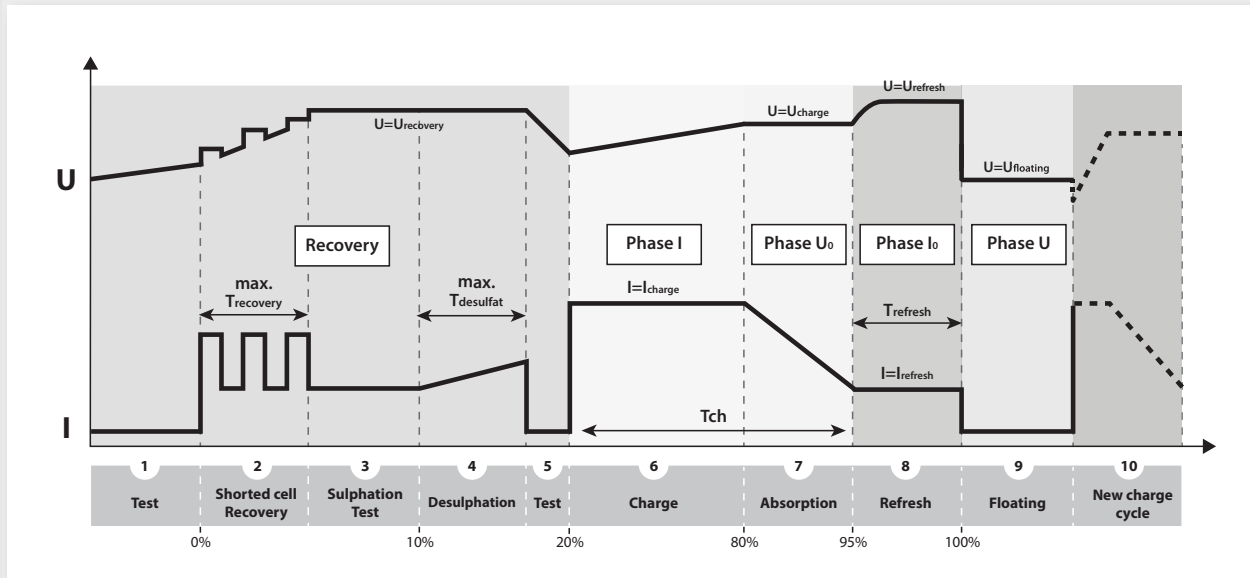 U=Urefresh
U=Ucharge
U=Urecovery
U=Ufloating
U
Recovery
Phase I
Phase U0
Phase I0
Phase U
max.
Trecovery
max.
Tdesulfat
I=Icharge
Trefresh
I=Irefresh
Tch
I
1
2
3
4
5
6
7
8
9
10
Test
Shorted cell
Recovery
Sulphation
Test
Desulphation
Test
Charge
Absorption
Refresh
Floating
New charge
cycle
0%
10%
20%
80%
95%
100%